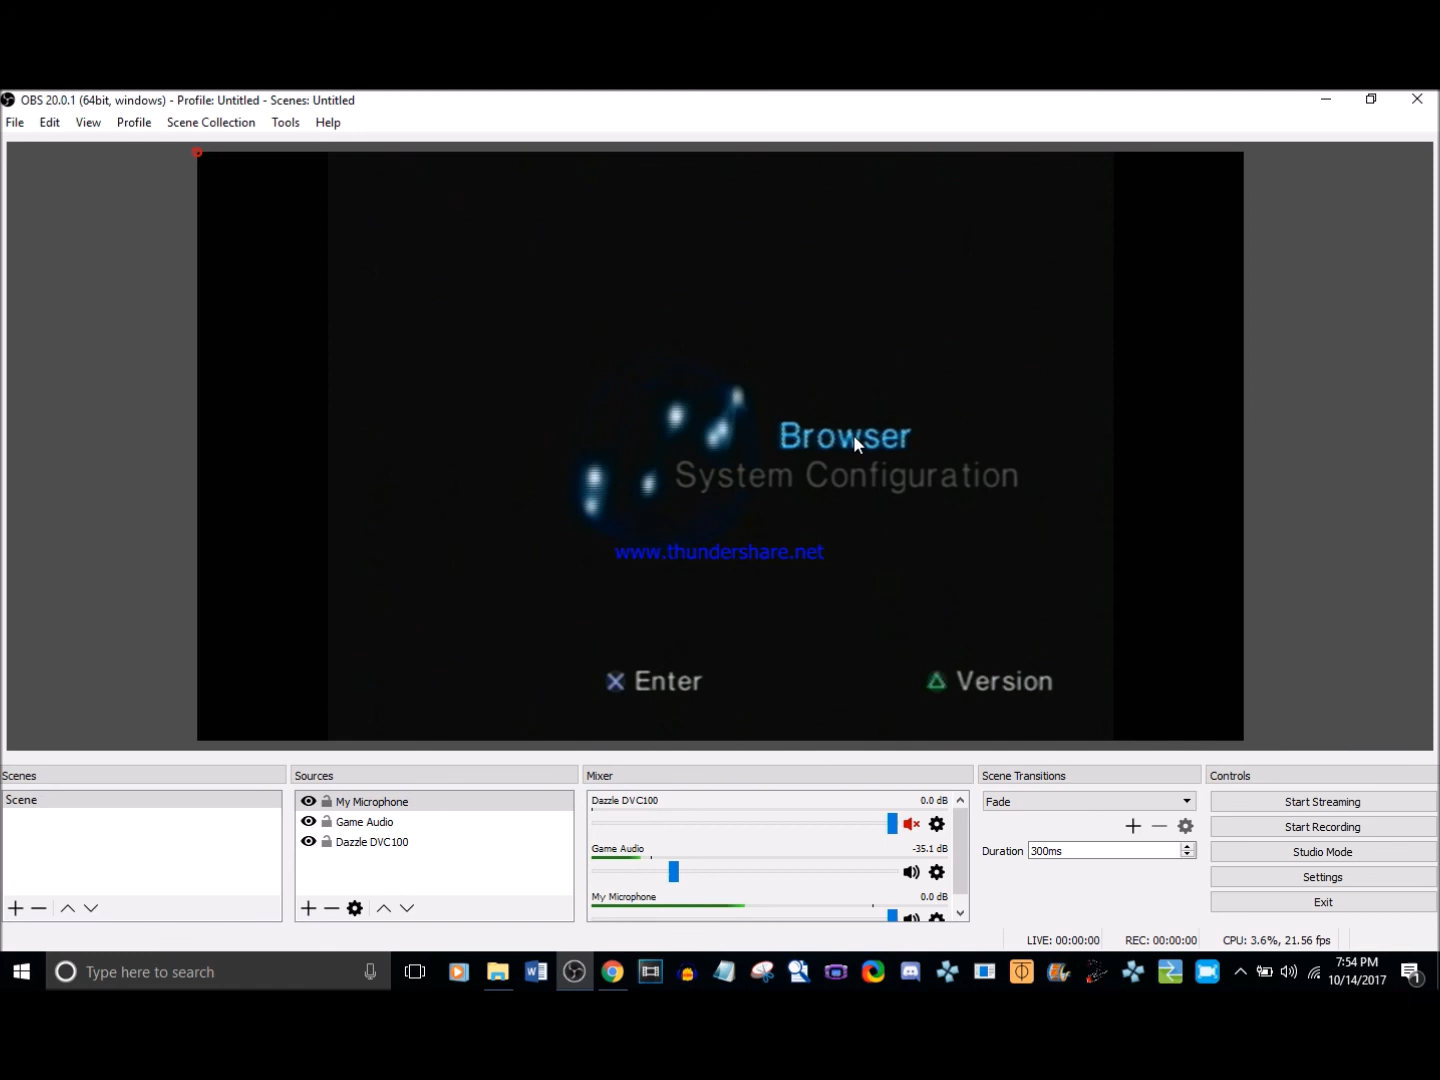 OBS 20.0.1 (64bit, windows) - Profile: Untitled - Scenes: Untitled
File Edit View Profile Scene Collection Tools Help
Browser
System Configuration
www.thundershare.net
Enter Version
Scenes Sources Mixer Scene Transitions Controls
Scene
My Microphone
Game Audio
Dazzle DVC100
Dazzle DVC100 0.0 dB
Game Audio -35.1 dB
My Microphone 0.0 dB
Fade
Duration 300ms
Start Streaming
Start Recording
Studio Mode
Settings
Exit
LIVE: 00:00:00 REC: 00:00:00 CPU: 3.6%, 21.56 fps
Type here to search
7:54 PM
10/14/2017
1